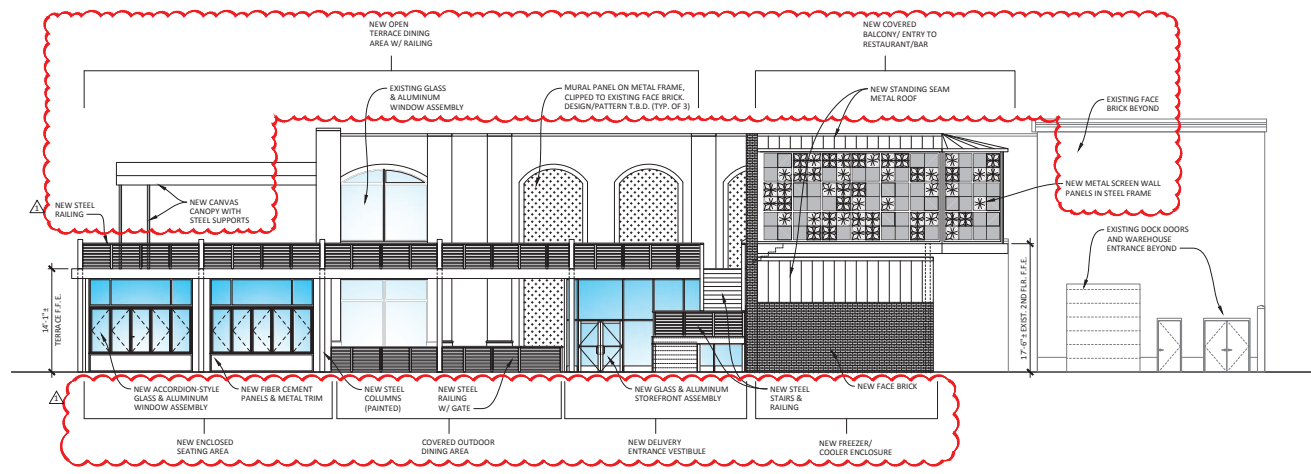 NEW OPEN
TERRACE DINING
AREA W/ RAILING
NEW COVERED
BALCONY/ ENTRY TO
RESTAURANT/BAR
EXISTING GLASS
& ALUMINUM
WINDOW ASSEMBLY
MURAL PANEL ON METAL FRAME,
CLIPPED TO EXISTING FACE BRICK.
DESIGN/PATTERN T.B.D. (TYP. OF 3)
NEW STANDING SEAM
METAL ROOF
EXISTING FACE
BRICK BEYOND
NEW METAL SCREEN WALL
PANELS IN STEEL FRAME
1
NEW STEEL
RAILING
NEW CANVAS
CANOPY WITH
STEEL SUPPORTS
EXISTING DOCK DOORS
AND WAREHOUSE
ENTRANCE BEYOND
14'-1"±
TERRACE F.F.E.
17'-6"± EXIST. 2ND FLR. F.F.E.
1
NEW ACCORDION-STYLE
GLASS & ALUMINUM
WINDOW ASSEMBLY
NEW FIBER CEMENT
PANELS & METAL TRIM
NEW STEEL
COLUMNS
(PAINTED)
NEW STEEL
RAILING
W/ GATE
NEW GLASS & ALUMINUM
STOREFRONT ASSEMBLY
NEW STEEL
STAIRS &
RAILING
NEW FACE BRICK
NEW ENCLOSED
SEATING AREA
COVERED OUTDOOR
DINING AREA
NEW DELIVERY
ENTRANCE VESTIBULE
NEW FREEZER/
COOLER ENCLOSURE